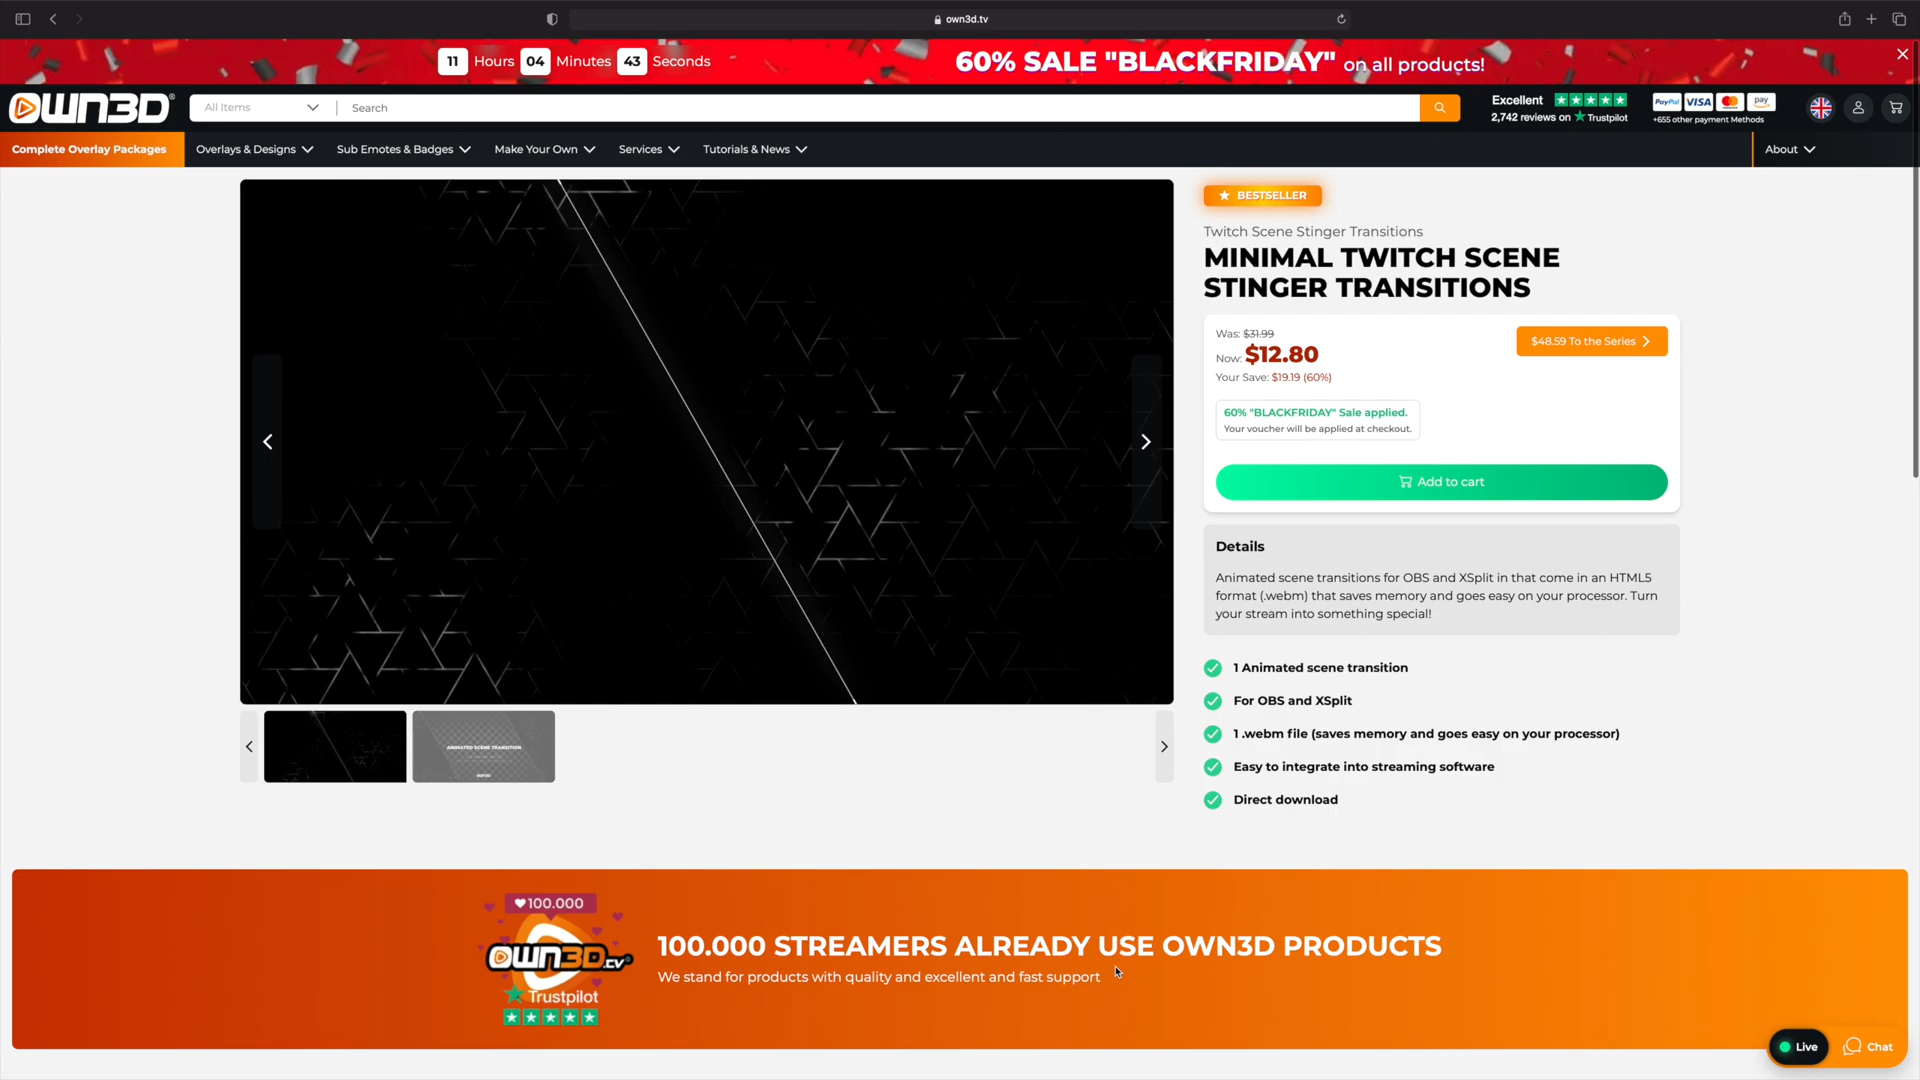 own3d.tv
11 Hours 04 Minutes 43 Seconds
60% SALE "BLACKFRIDAY" on all products!
OWN3D®
All Items
Search
Excellent
2,742 reviews on Trustpilot
PayPal VISA mastercard pay
+655 other payment Methods
Complete Overlay Packages
Overlays & Designs
Sub Emotes & Badges
Make Your Own
Services
Tutorials & News
About
BESTSELLER
Twitch Scene Stinger Transitions
MINIMAL TWITCH SCENE
STINGER TRANSITIONS
Was: $31.99
Now: $12.80
Your Save: $19.19 (60%)
$48.59 To the Series
60% "BLACKFRIDAY" Sale applied.
Your voucher will be applied at checkout.
Add to cart
Details
Animated scene transitions for OBS and XSplit in that come in an HTML5
format (.webm) that saves memory and goes easy on your processor. Turn
your stream into something special!
1 Animated scene transition
For OBS and XSplit
1 .webm file (saves memory and goes easy on your processor)
Easy to integrate into streaming software
Direct download
ANIMATED SCENE TRANSITION
100.000
OWN3D.TV
Trustpilot
100.000 STREAMERS ALREADY USE OWN3D PRODUCTS
We stand for products with quality and excellent and fast support
Live
Chat